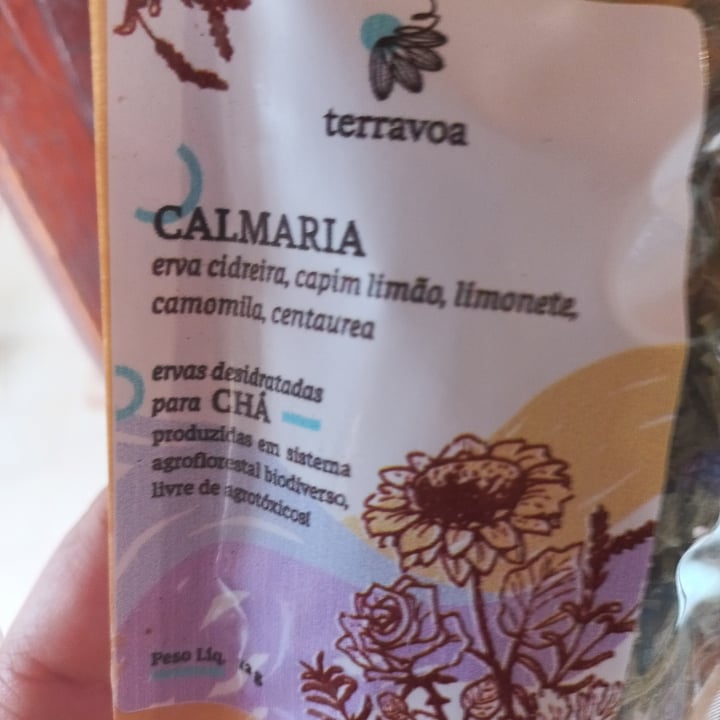 terravoa
CALMARIA
erva cidreira, capim limão, limonete,
camomila, centaurea
ervas desidratadas
para CHÁ
produzidas em sistema
agroflorestal biodiverso,
livre de agrotóxicos!
Peso Líq. 12 g